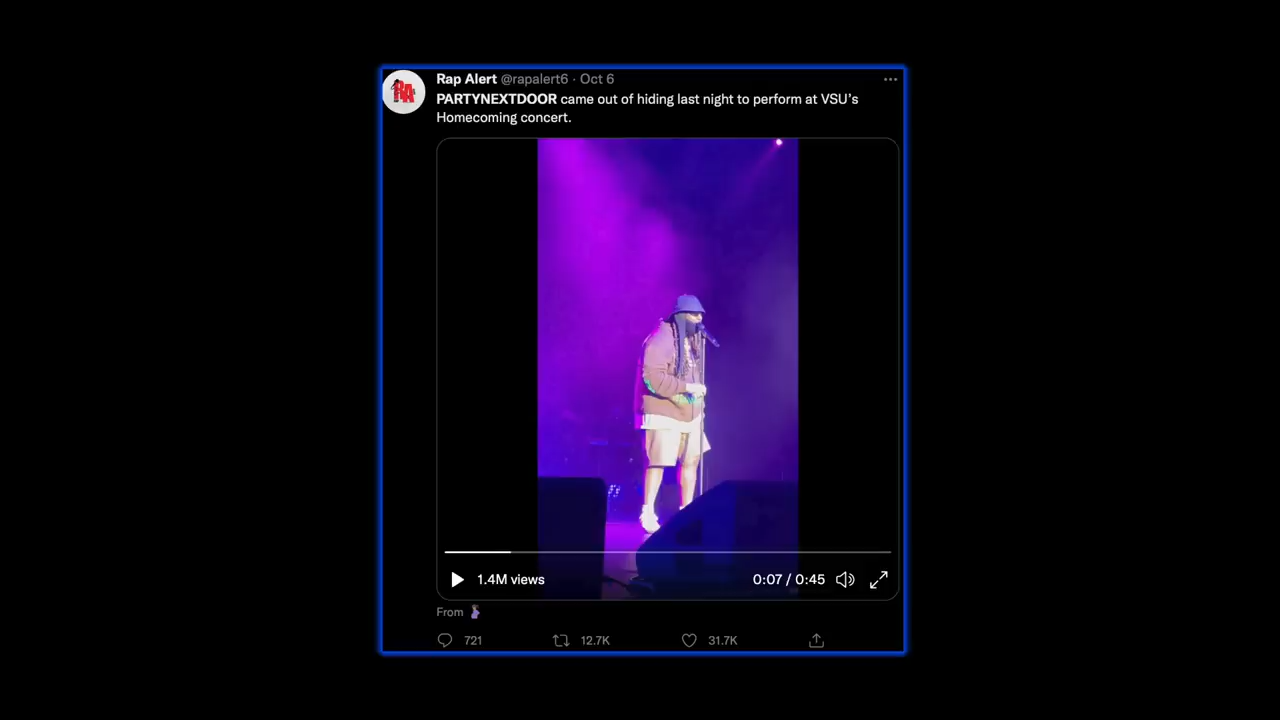 Rap Alert @rapalert6 · Oct 6
PARTYNEXTDOOR came out of hiding last night to perform at VSU’s
Homecoming concert.
1.4M views
0:07 / 0:45
From
721
12.7K
31.7K